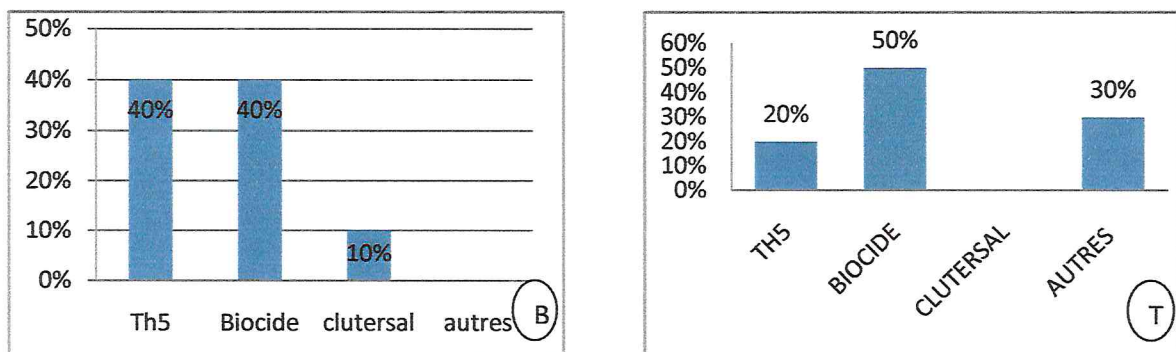 50%
40%
30%
20%
10%
0%
40%
40%
10%
Th5
Biocide
clutersal
autres
B
60%
50%
40%
30%
20%
10%
0%
20%
50%
30%
TH5
BIOCIDE
CLUTERSAL
AUTRES
T